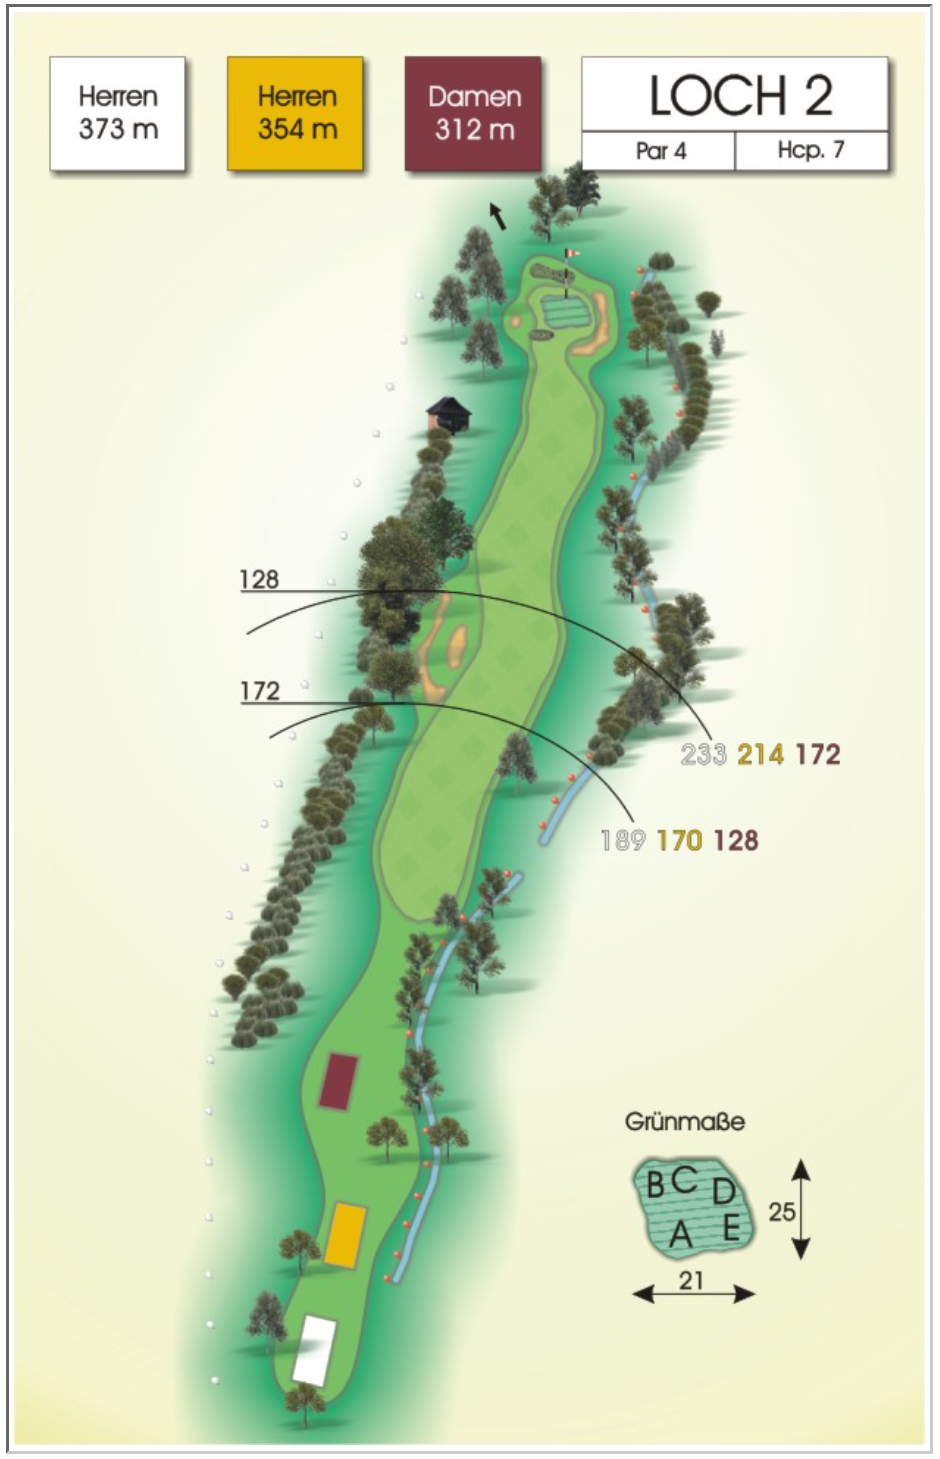 Herren
373 m
Herren
354 m
Damen
312 m
LOCH 2
Par 4
Hcp. 7
128
172
233 214 172
189 170 128
Grünmaße
B C D
A E
25
21